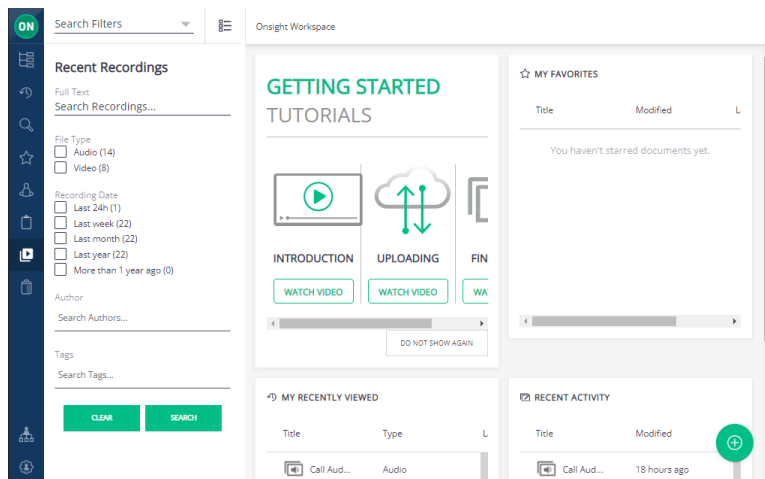 ON
Search Filters
Onsight Workspace
Recent Recordings
Full Text
Search Recordings...
File Type
Audio (14)
Video (8)
Recording Date
Last 24h (1)
Last week (22)
Last month (22)
Last year (22)
More than 1 year ago (0)
Author
Search Authors...
Tags
Search Tags...
CLEAR SEARCH
GETTING STARTED
TUTORIALS
INTRODUCTION UPLOADING FIN
WATCH VIDEO WATCH VIDEO WA
DO NOT SHOW AGAIN
MY FAVORITES
Title Modified L
You haven't starred documents yet.
MY RECENTLY VIEWED
Title Type L
Call Aud... Audio
RECENT ACTIVITY
Title Modified
Call Aud... 18 hours ago